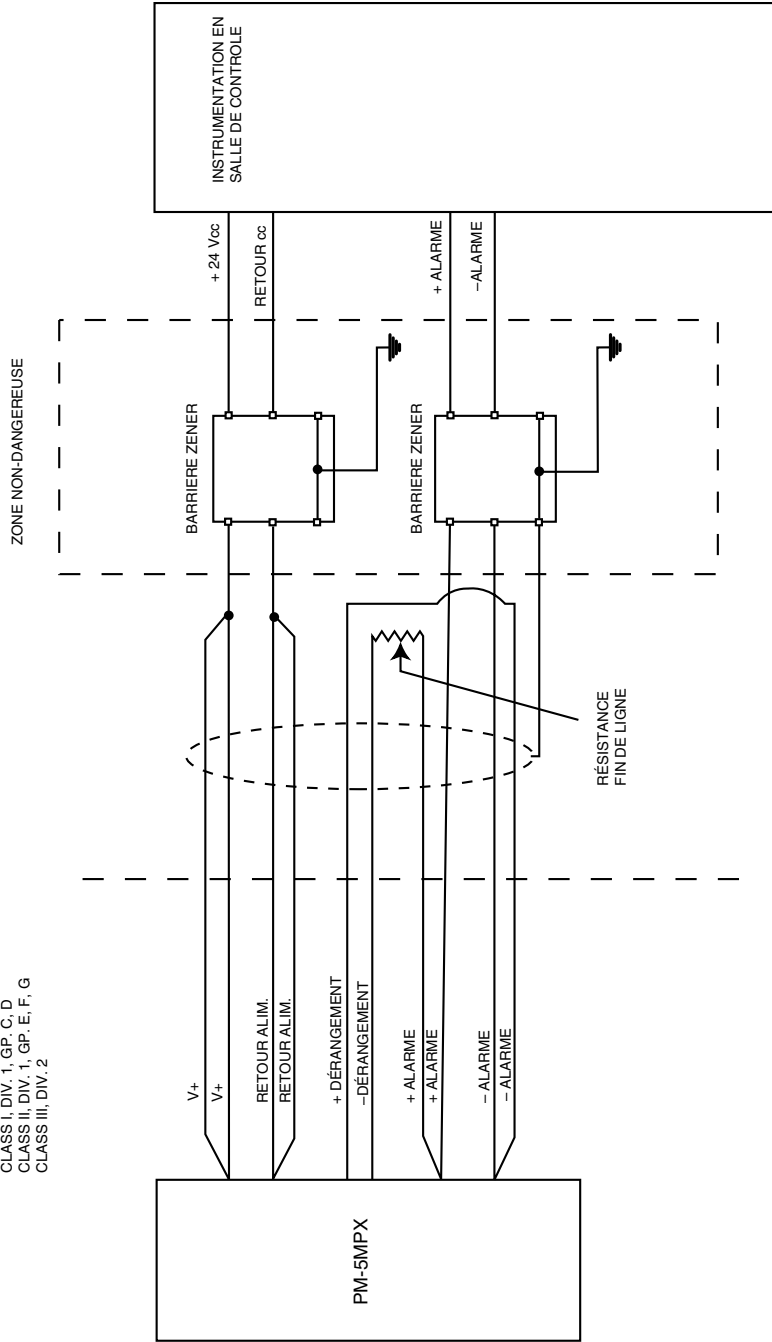 CLASS I, DIV. 1, GP. C, D
CLASS II, DIV. 1, GP. E, F, G
CLASS III, DIV. 2
ZONE NON-DANGEREUSE
V+
V+
RETOUR ALIM.
RETOUR ALIM.
+ DÉRANGEMENT
–DÉRANGEMENT
+ ALARME
+ ALARME
– ALARME
– ALARME
PM-5MPX
BARRIERE ZENER
BARRIERE ZENER
RÉSISTANCE
FIN DE LIGNE
+ 24 Vcc
RETOUR cc
+ ALARME
–ALARME
INSTRUMENTATION EN
SALLE DE CONTROLE